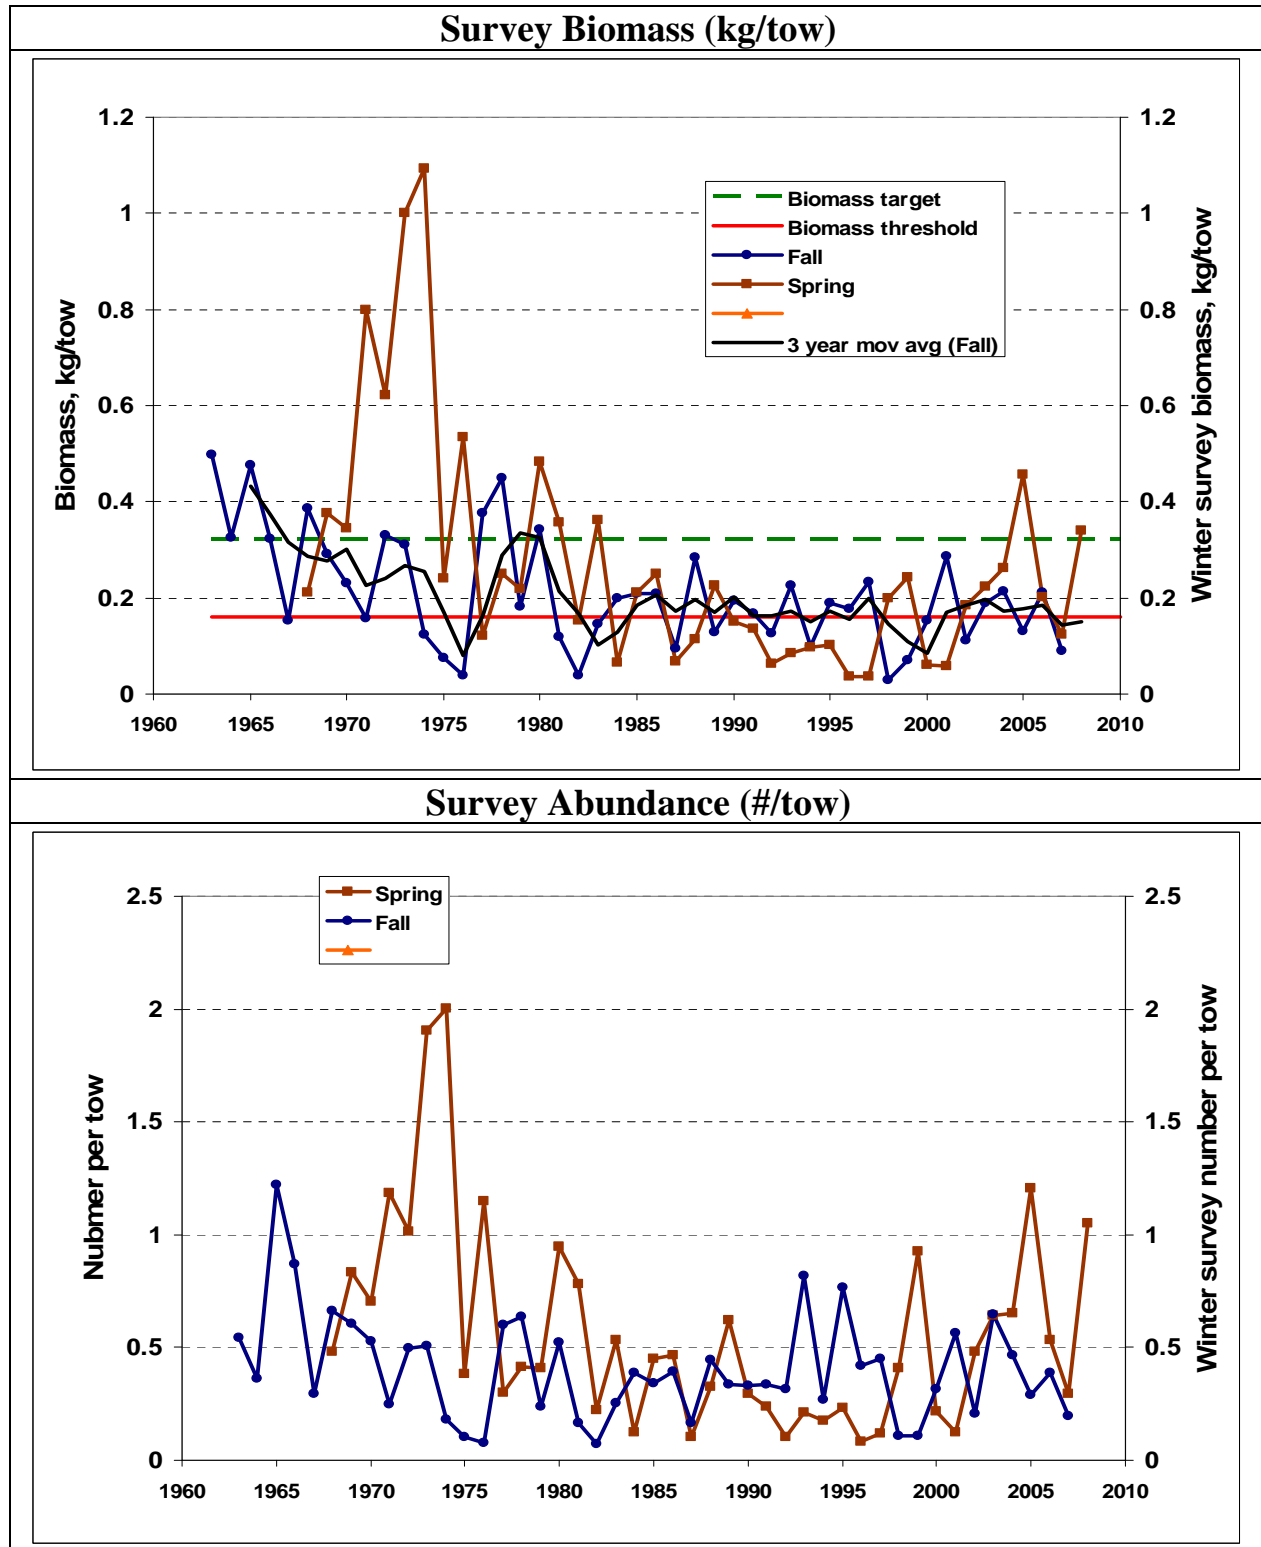 Survey Biomass (kg/tow)
1.2
1
0.8
0.6
0.4
0.2
0
Biomass, kg/tow
Biomass target
Biomass threshold
Fall
Spring
3 year mov avg (Fall)
1.2
1
0.8
0.6
0.4
0.2
0
Winter survey biomass, kg/tow
1960 1965 1970 1975 1980 1985 1990 1995 2000 2005 2010
Survey Abundance (#/tow)
2.5
2
1.5
1
0.5
0
Nubmer per tow
Spring
Fall
2.5
2
1.5
1
0.5
0
Winter survey number per tow
1960 1965 1970 1975 1980 1985 1990 1995 2000 2005 2010